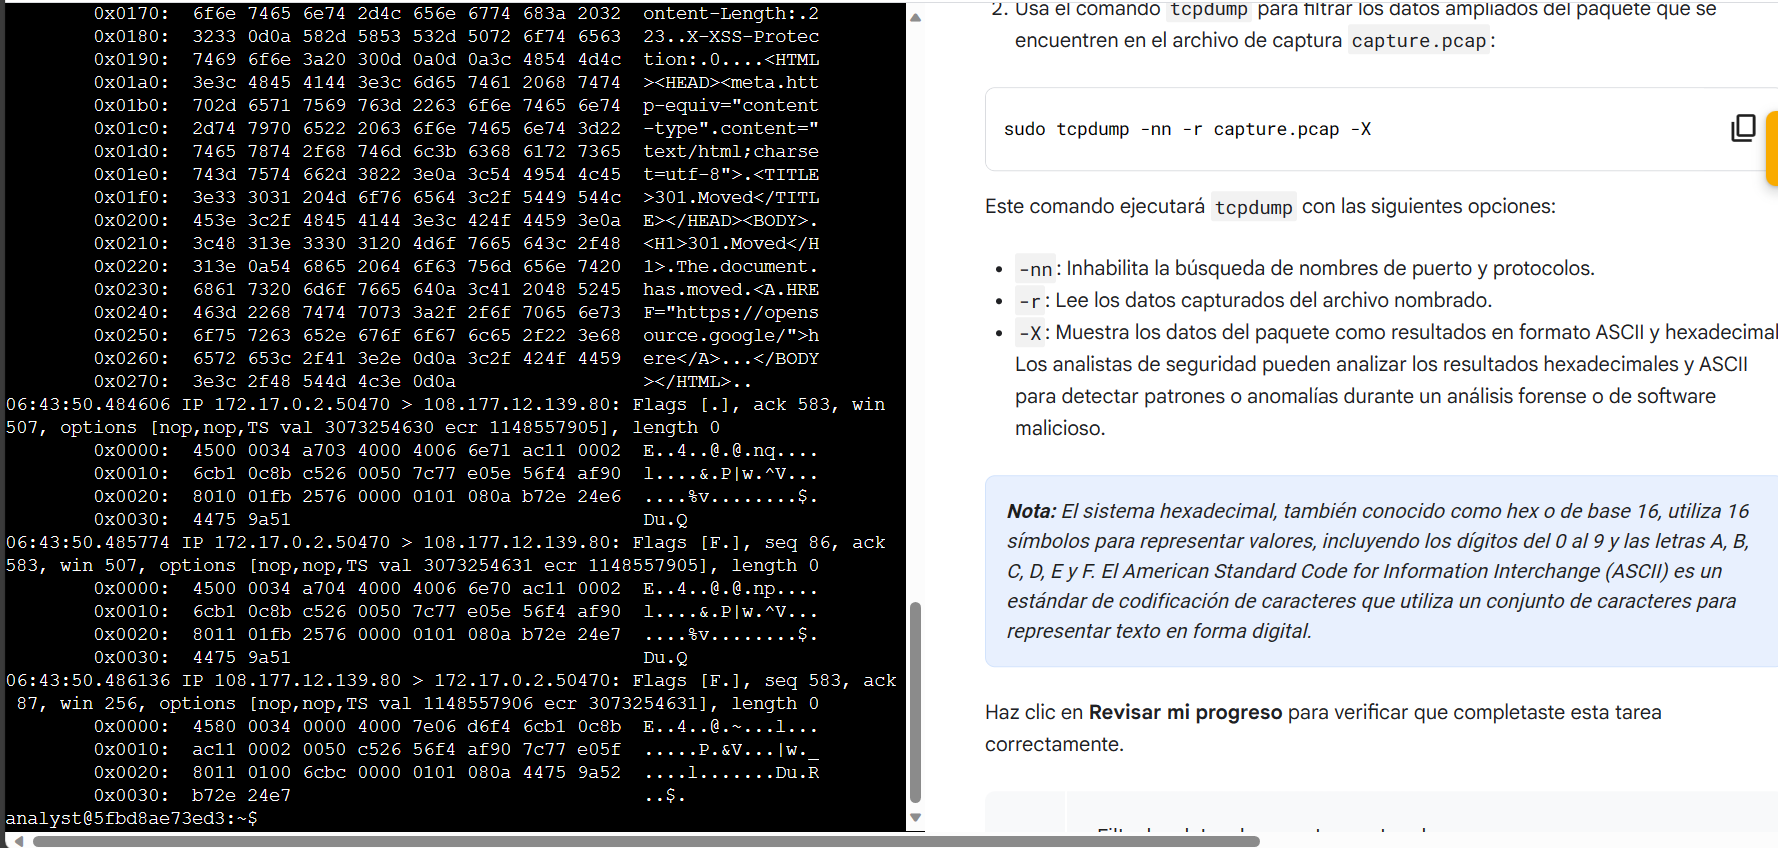 0x0170:  6f6e 7465 6e74 2d4c 656e 6774 683a 2032  ontent-Length:.2
0x0180:  3233 0d0a 582d 5853 532d 5072 6f74 6563  23..X-XSS-Protec
0x0190:  7469 6f6e 3a20 300d 0a0d 0a3c 4854 4d4c  tion:.0....<HTML
0x01a0:  3e3c 4845 4144 3e3c 6d65 7461 2068 7474  ><HEAD><meta.htt
0x01b0:  702d 6571 7569 763d 2263 6f6e 7465 6e74  p-equiv="content
0x01c0:  2d74 7970 6522 2063 6f6e 7465 6e74 3d22  -type".content="
0x01d0:  7465 7874 2f68 746d 6c3b 6368 6172 7365  text/html;charse
0x01e0:  743d 7574 662d 3822 3e0a 3c54 4954 4c45  t=utf-8">.<TITLE
0x01f0:  3e33 3031 204d 6f76 6564 3c2f 5449 544c  >301.Moved</TITL
0x0200:  453e 3c2f 4845 4144 3e3c 424f 4459 3e0a  E></HEAD><BODY>.
0x0210:  3c48 313e 3330 3120 4d6f 7665 643c 2f48  <H1>301.Moved</H
0x0220:  313e 0a54 6865 2064 6f63 756d 656e 7420  1>.The.document.
0x0230:  6861 7320 6d6f 7665 640a 3c41 2048 5245  has.moved.<A.HRE
0x0240:  463d 2268 7474 7073 3a2f 2f6f 7065 6e73  F="https://opens
0x0250:  6f75 7263 652e 676f 6f67 6c65 2f22 3e68  ource.google/">h
0x0260:  6572 653c 2f41 3e2e 0d0a 3c2f 424f 4459  ere</A>...</BODY
0x0270:  3e3c 2f48 544d 4c3e 0d0a  ></HTML>..
06:43:50.484606 IP 172.17.0.2.50470 > 108.177.12.139.80: Flags [.], ack 583, win
507, options [nop,nop,TS val 3073254630 ecr 1148557905], length 0
0x0000:  4500 0034 a703 4000 4006 6e71 ac11 0002  E..4..@.@.nq....
0x0010:  6cb1 0c8b c526 0050 7c77 e05e 56f4 af90  l....&.P|w.^V...
0x0020:  8010 01fb 2576 0000 0101 080a b72e 24e6  ....%v........$.
0x0030:  4475 9a51  Du.Q
06:43:50.485774 IP 172.17.0.2.50470 > 108.177.12.139.80: Flags [F.], seq 86, ack
583, win 507, options [nop,nop,TS val 3073254631 ecr 1148557905], length 0
0x0000:  4500 0034 a704 4000 4006 6e70 ac11 0002  E..4..@.@.np....
0x0010:  6cb1 0c8b c526 0050 7c77 e05e 56f4 af90  l....&.P|w.^V...
0x0020:  8011 01fb 2576 0000 0101 080a b72e 24e7  ....%v........$.
0x0030:  4475 9a51  Du.Q
06:43:50.486136 IP 108.177.12.139.80 > 172.17.0.2.50470: Flags [F.], seq 583, ack
87, win 256, options [nop,nop,TS val 1148557906 ecr 3073254631], length 0
0x0000:  4580 0034 0000 4000 7e06 d6f4 6cb1 0c8b  E..4..@.~...l...
0x0010:  ac11 0002 0050 c526 56f4 af90 7c77 e05f  .....P.&V...|w._
0x0020:  8011 0100 6cbc 0000 0101 080a 4475 9a52  ....l.......Du.R
0x0030:  b72e 24e7  ..$.
analyst@5fbd8ae73ed3:~$
2. Usa el comando tcpdump para filtrar los datos ampliados del paquete que se
encuentren en el archivo de captura capture.pcap:
sudo tcpdump -nn -r capture.pcap -X
Este comando ejecutará tcpdump con las siguientes opciones:
• -nn: Inhabilita la búsqueda de nombres de puerto y protocolos.
• -r: Lee los datos capturados del archivo nombrado.
• -X: Muestra los datos del paquete como resultados en formato ASCII y hexadecimal
Los analistas de seguridad pueden analizar los resultados hexadecimales y ASCII
para detectar patrones o anomalías durante un análisis forense o de software
malicioso.
Nota: El sistema hexadecimal, también conocido como hex o de base 16, utiliza 16
símbolos para representar valores, incluyendo los dígitos del 0 al 9 y las letras A, B,
C, D, E y F. El American Standard Code for Information Interchange (ASCII) es un
estándar de codificación de caracteres que utiliza un conjunto de caracteres para
representar texto en forma digital.
Haz clic en Revisar mi progreso para verificar que completaste esta tarea
correctamente.